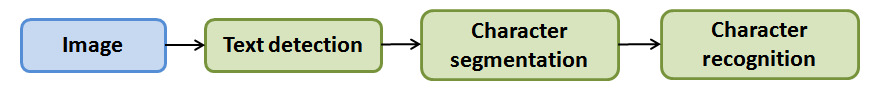 Image
Text detection
Character
segmentation
Character
recognition